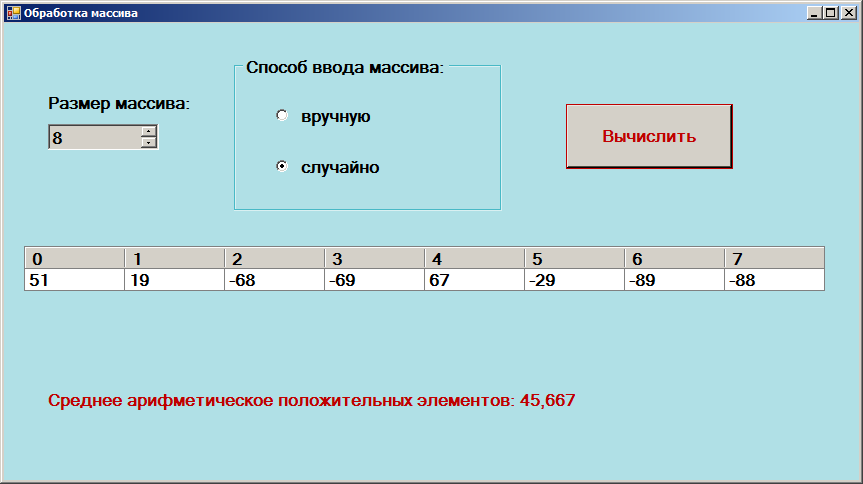 Обработка массива
Способ ввода массива:
Размер массива:
8
вручную
случайно
Вычислить
0 1 2 3 4 5 6 7
51 19 -68 -69 67 -29 -89 -88
Среднее арифметическое положительных элементов: 45,667